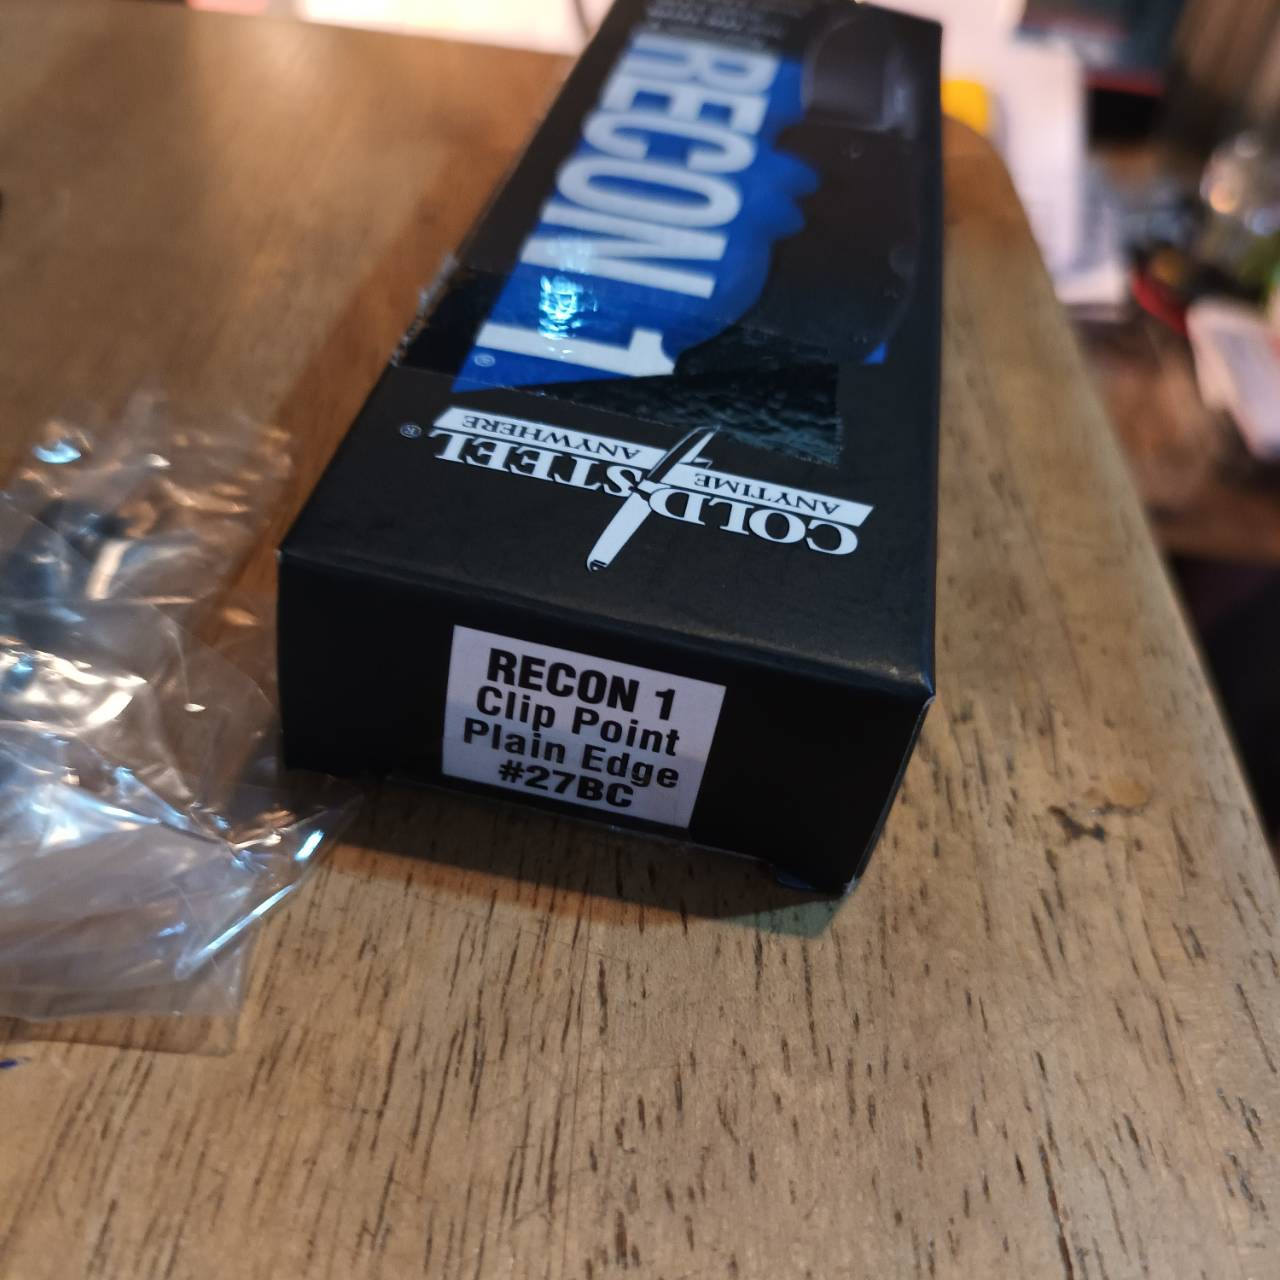 RECON 1
®
COLD STEEL
®
ANYTIME ANYWHERE
RECON 1
Clip Point
Plain Edge
#27BC